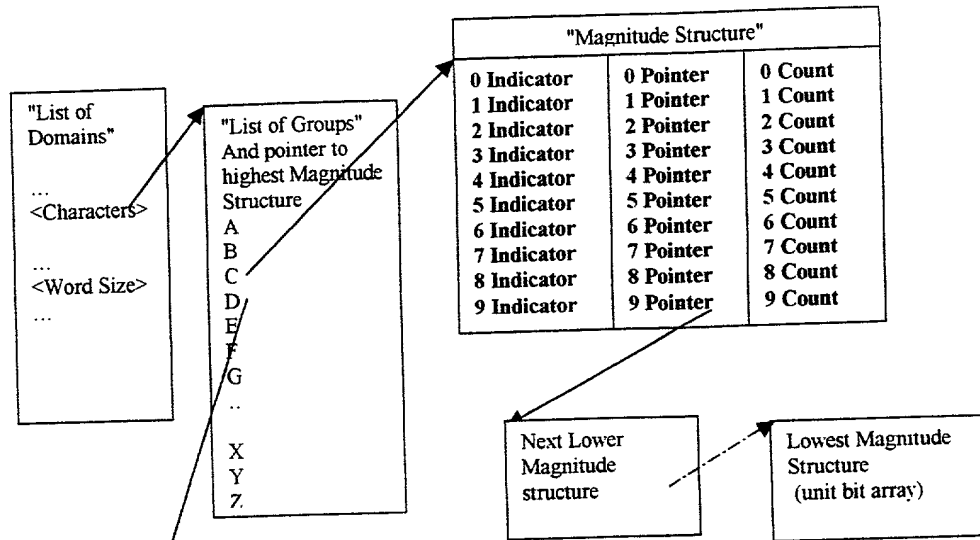 "Magnitude Structure"
0 Indicator 0 Pointer 0 Count
1 Indicator 1 Pointer 1 Count
2 Indicator 2 Pointer 2 Count
3 Indicator 3 Pointer 3 Count
4 Indicator 4 Pointer 4 Count
5 Indicator 5 Pointer 5 Count
6 Indicator 6 Pointer 6 Count
7 Indicator 7 Pointer 7 Count
8 Indicator 8 Pointer 8 Count
9 Indicator 9 Pointer 9 Count
"List of
Domains"
...
<Characters>
...
<Word Size>
...
"List of Groups"
And pointer to
highest Magnitude
Structure
A
B
C
D
E
F
G
..
X
Y
Z
Next Lower
Magnitude
structure
Lowest Magnitude
Structure
(unit bit array)